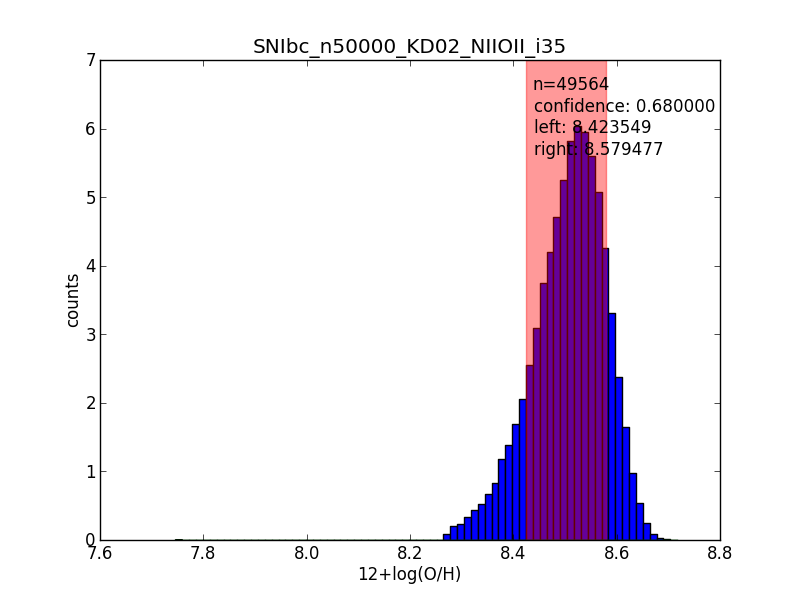 SNIbc_n50000_KD02_NIIOII_i35
7
n=49564
confidence: 0.680000
6
left: 8.423549
right: 8.579477
5
4
counts
3
2
1
0
7.6 7.8 8.0 8.2 8.4 8.6 8.8
12+log(O/H)